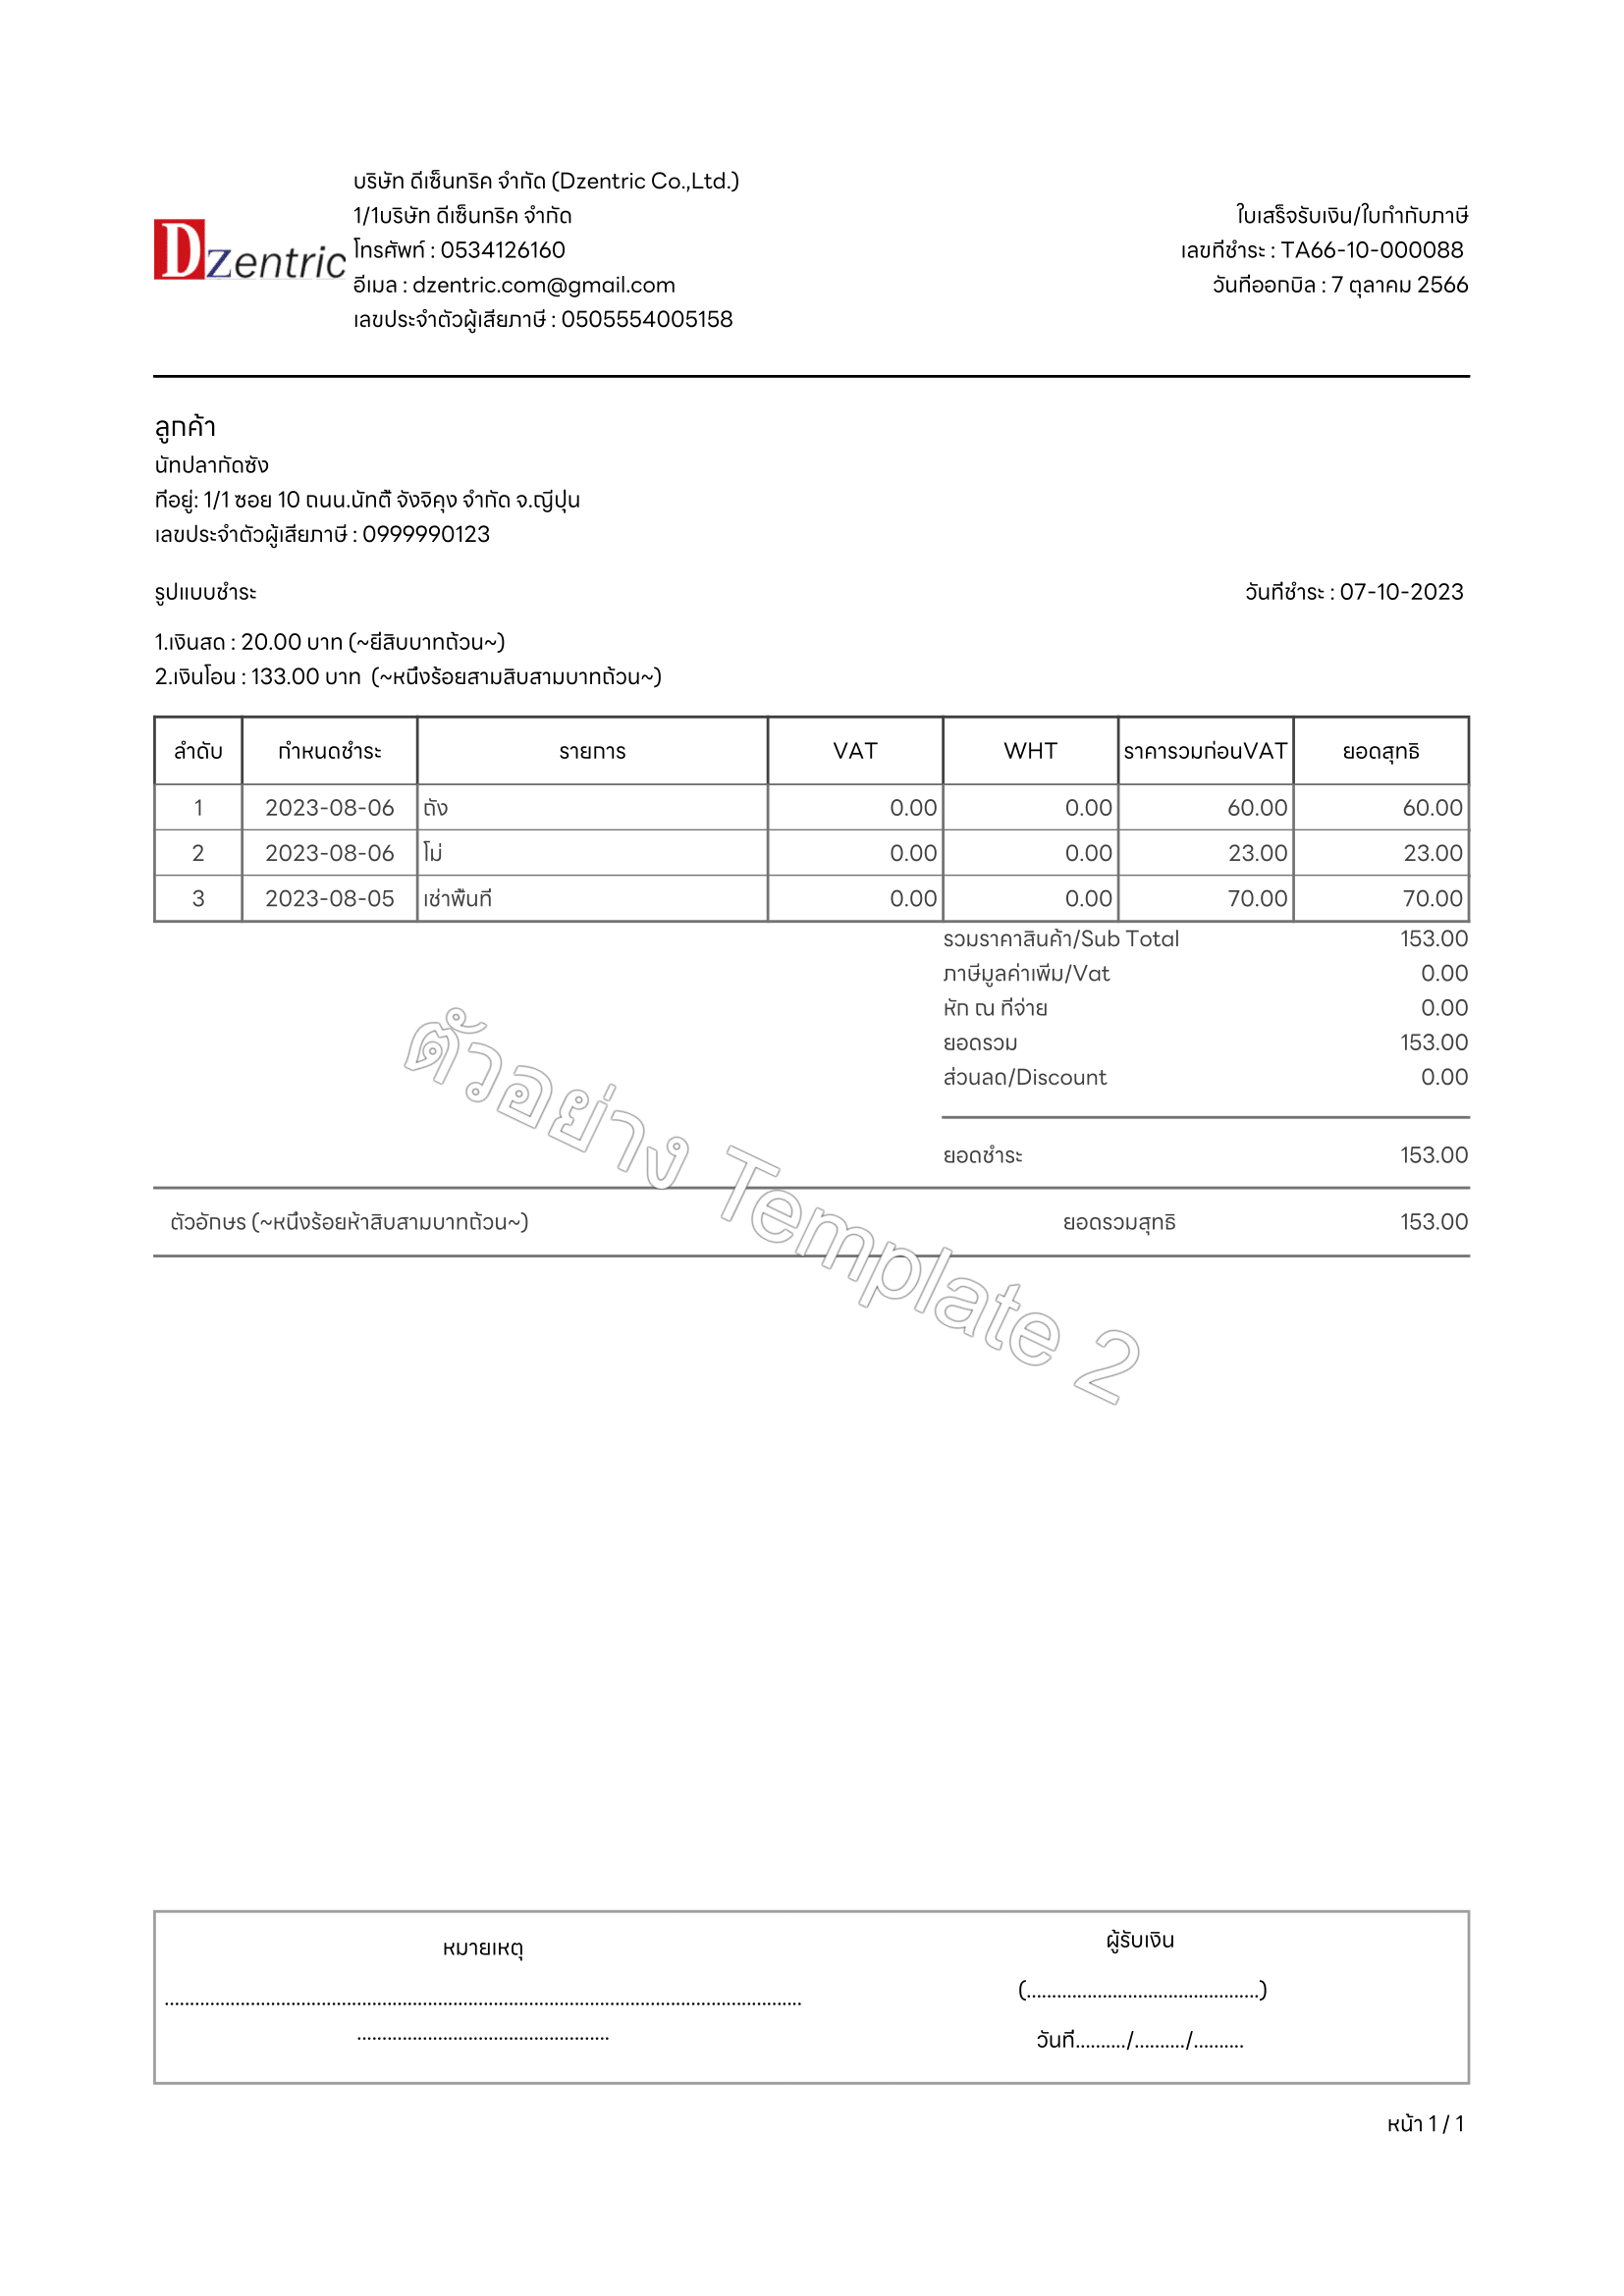 บริษัท ดีเซ็นทริค จำกัด (Dzentric Co.,Ltd.)
1/1บริษัท ดีเซ็นทริค จำกัด
ใบเสร็จรับเงิน/ใบกำกับภาษี
Dzentric
โทรศัพท์ : 0534126160
เลขที่ชำระ : TA66-10-000088
อีเมล : dzentric.com@gmail.com
วันที่ออกบิล : 7 ตุลาคม 2566
เลขประจำตัวผู้เสียภาษี : 0505554005158
ลูกค้า
นัทปลากัดซัง
ที่อยู่: 1/1 ซอย 10 ถนน.นัทตี้ จังจิคุง จำกัด จ.ญี่ปุ่น
เลขประจำตัวผู้เสียภาษี : 0999990123
รูปแบบชำระ วันที่ชำระ : 07-10-2023
1.เงินสด : 20.00 บาท (~ยี่สิบบาทถ้วน~)
2.เงินโอน : 133.00 บาท (~หนึ่งร้อยสามสิบสามบาทถ้วน~)
ลำดับ กำหนดชำระ รายการ VAT WHT ราคารวมก่อนVAT ยอดสุทธิ
1 2023-08-06 ถัง 0.00 0.00 60.00 60.00
2 2023-08-06 โม่ 0.00 0.00 23.00 23.00
3 2023-08-05 เช่าพื้นที่ 0.00 0.00 70.00 70.00
รวมราคาสินค้า/Sub Total 153.00
ภาษีมูลค่าเพิ่ม/Vat 0.00
หัก ณ ที่จ่าย 0.00
ยอดรวม 153.00
ส่วนลด/Discount 0.00
ยอดชำระ 153.00
ตัวอักษร (~หนึ่งร้อยห้าสิบสามบาทถ้วน~) ยอดรวมสุทธิ 153.00
ตัวอย่าง Template 2
หมายเหตุ
ผู้รับเงิน
(..............................................)
..............................................................................................................................
..................................................
วันที่........../........../..........
หน้า 1 / 1